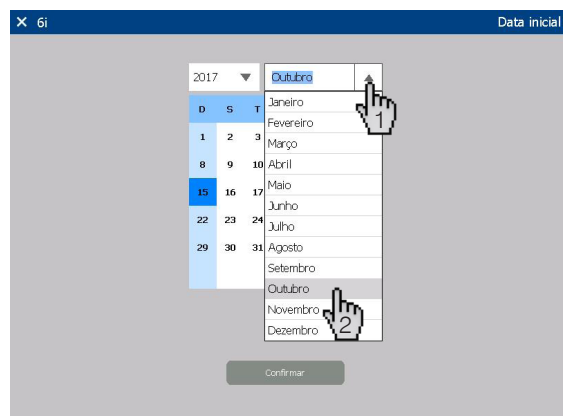 6i Data inicial
2017 Outubro
D S T
1 2 3
8 9 10
15 16 17
22 23 24
29 30 31
Janeiro
Fevereiro
Março
Abril
Maio
Junho
Julho
Agosto
Setembro
Outubro
Novembro
Dezembro
1
2
Confirmar